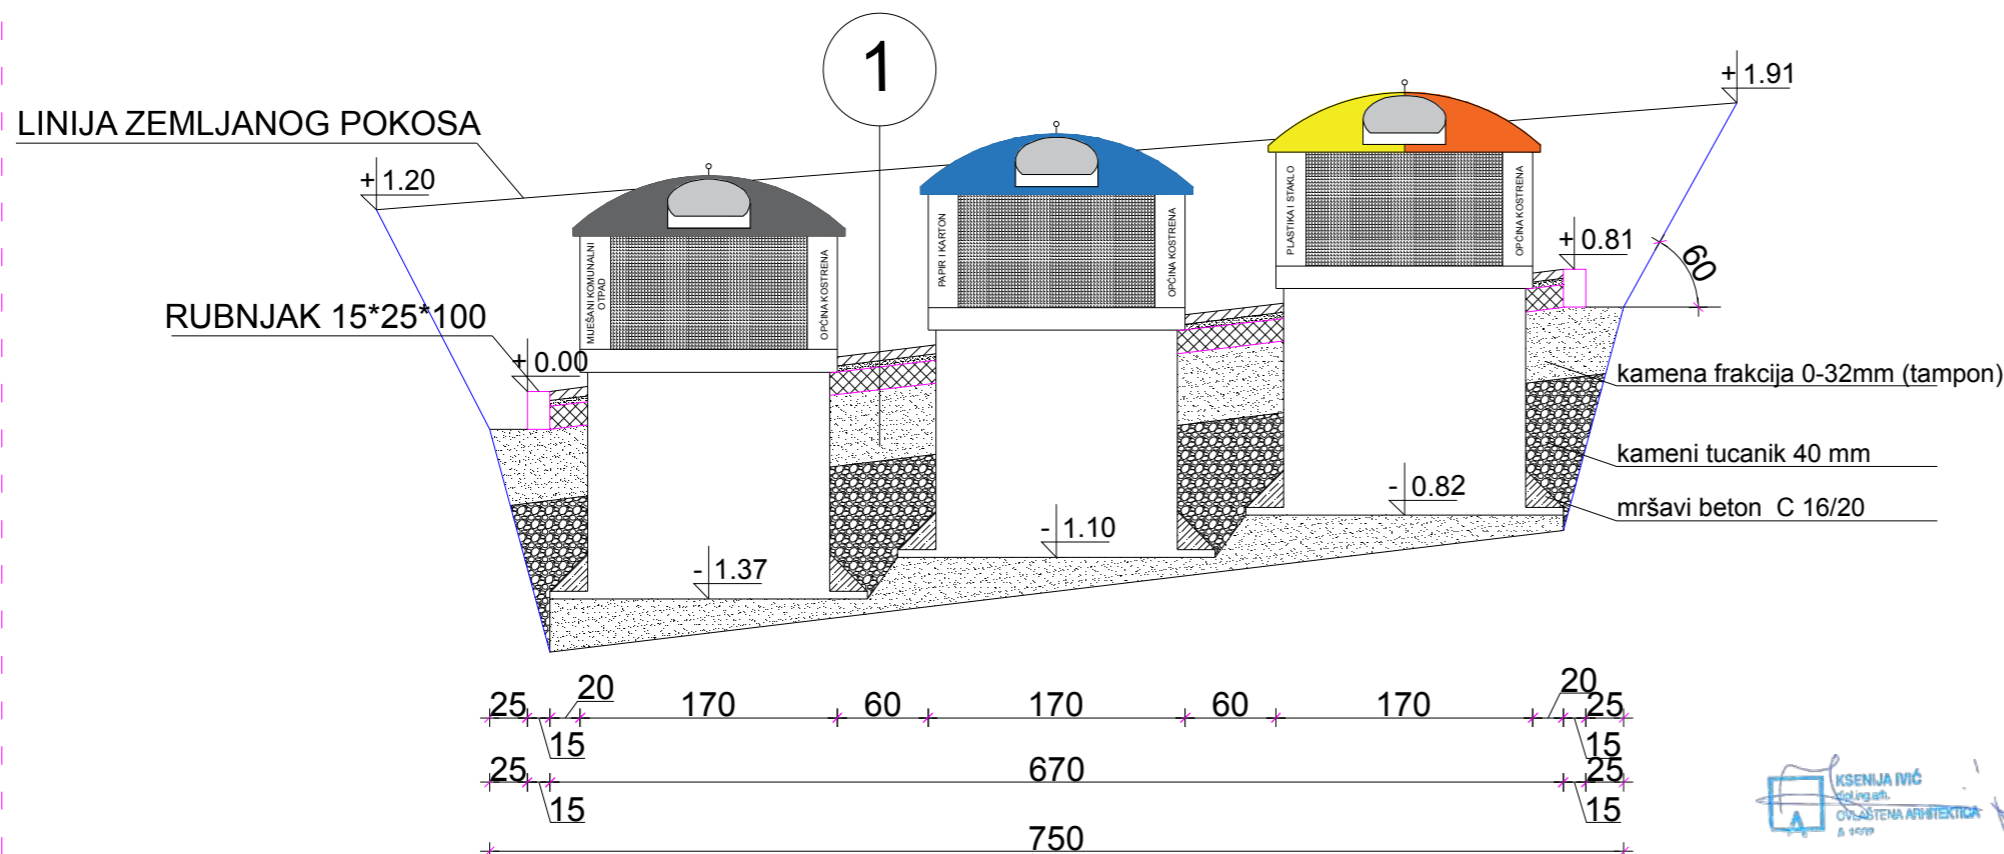 1
+ 1.91
LINIJA ZEMLJANOG POKOSA
+ 1.20
PLASTIKA I STAKLO
OPĆINA KOSTRENA
+ 0.81
60
PAPIR I KARTON
OPĆINA KOSTRENA
MIJEŠANI KOMUNALNI
OTPAD
OPĆINA KOSTRENA
RUBNJAK 15*25*100
+ 0.00
kamena frakcija 0-32mm (tampon)
kameni tucanik 40 mm
- 0.82
mršavi beton C 16/20
- 1.10
- 1.37
25 15 20 170 60 170 60 170 20 15 25
25 15 670 15 25
750
KSENIJA IVIĆ
dipl.ing.arh.
OVLAŠTENA ARHITEKTICA